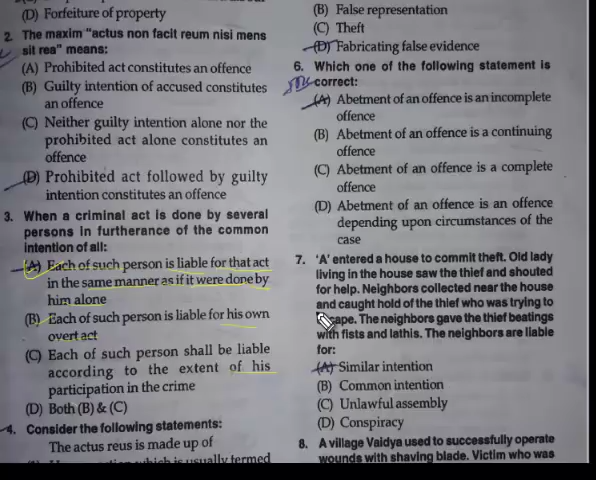 (D) Forfeiture of property
2. The maxim "actus non facit reum nisi mens
sit rea" means:
(A) Prohibited act constitutes an offence
(B) Guilty intention of accused constitutes
an offence
(C) Neither guilty intention alone nor the
prohibited act alone constitutes an
offence
(D) Prohibited act followed by guilty
intention constitutes an offence
3. When a criminal act is done by several
persons in furtherance of the common
intention of all:
(A) Each of such person is liable for that act
in the same manner as if it were done by
him alone
(B) Each of such person is liable for his own
overt act
(C) Each of such person shall be liable
according to the extent of his
participation in the crime
(D) Both (B) & (C)
4. Consider the following statements:
The actus reus is made up of
which is usually termed
(B) False representation
(C) Theft
(D) Fabricating false evidence
6. Which one of the following statement is
correct:
(A) Abetment of an offence is an incomplete
offence
(B) Abetment of an offence is a continuing
offence
(C) Abetment of an offence is a complete
offence
(D) Abetment of an offence is an offence
depending upon circumstances of the
case
7. 'A' entered a house to commit theft. Old lady
living in the house saw the thief and shouted
for help. Neighbors collected near the house
and caught hold of the thief who was trying to
cape. The neighbors gave the thief beatings
with fists and lathis. The neighbors are liable
for:
(A) Similar intention
(B) Common intention
(C) Unlawful assembly
(D) Conspiracy
8. A village Vaidya used to successfully operate
wounds with shaving blade. Victim who was